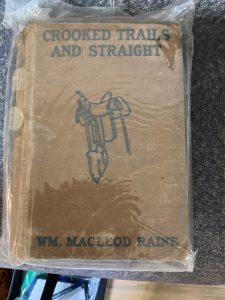 CROOKED TRAILS
AND STRAIGHT
WM. MACLEOD RAINE